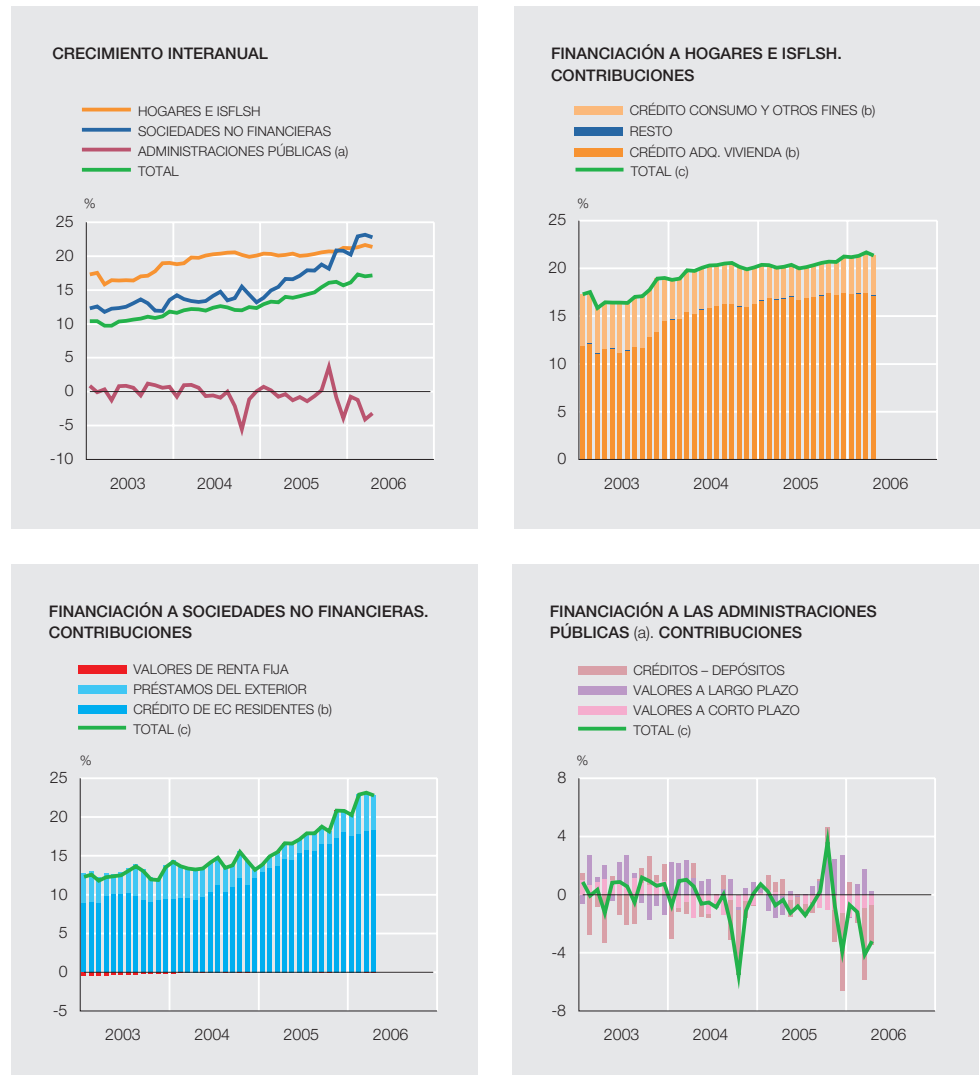 CRECIMIENTO INTERANUAL
HOGARES E ISFLSH
SOCIEDADES NO FINANCIERAS
ADMINISTRACIONES PÚBLICAS (a)
TOTAL
%
25
20
15
10
5
0
-5
-10
2003 2004 2005 2006
FINANCIACIÓN A HOGARES E ISFLSH.
CONTRIBUCIONES
CRÉDITO CONSUMO Y OTROS FINES (b)
RESTO
CRÉDITO ADQ. VIVIENDA (b)
TOTAL (c)
%
25
20
15
10
5
0
2003 2004 2005 2006
FINANCIACIÓN A SOCIEDADES NO FINANCIERAS.
CONTRIBUCIONES
VALORES DE RENTA FIJA
PRÉSTAMOS DEL EXTERIOR
CRÉDITO DE EC RESIDENTES (b)
TOTAL (c)
%
25
20
15
10
5
0
-5
2003 2004 2005 2006
FINANCIACIÓN A LAS ADMINISTRACIONES
PÚBLICAS (a). CONTRIBUCIONES
CRÉDITOS – DEPÓSITOS
VALORES A LARGO PLAZO
VALORES A CORTO PLAZO
TOTAL (c)
%
8
4
0
-4
-8
2003 2004 2005 2006